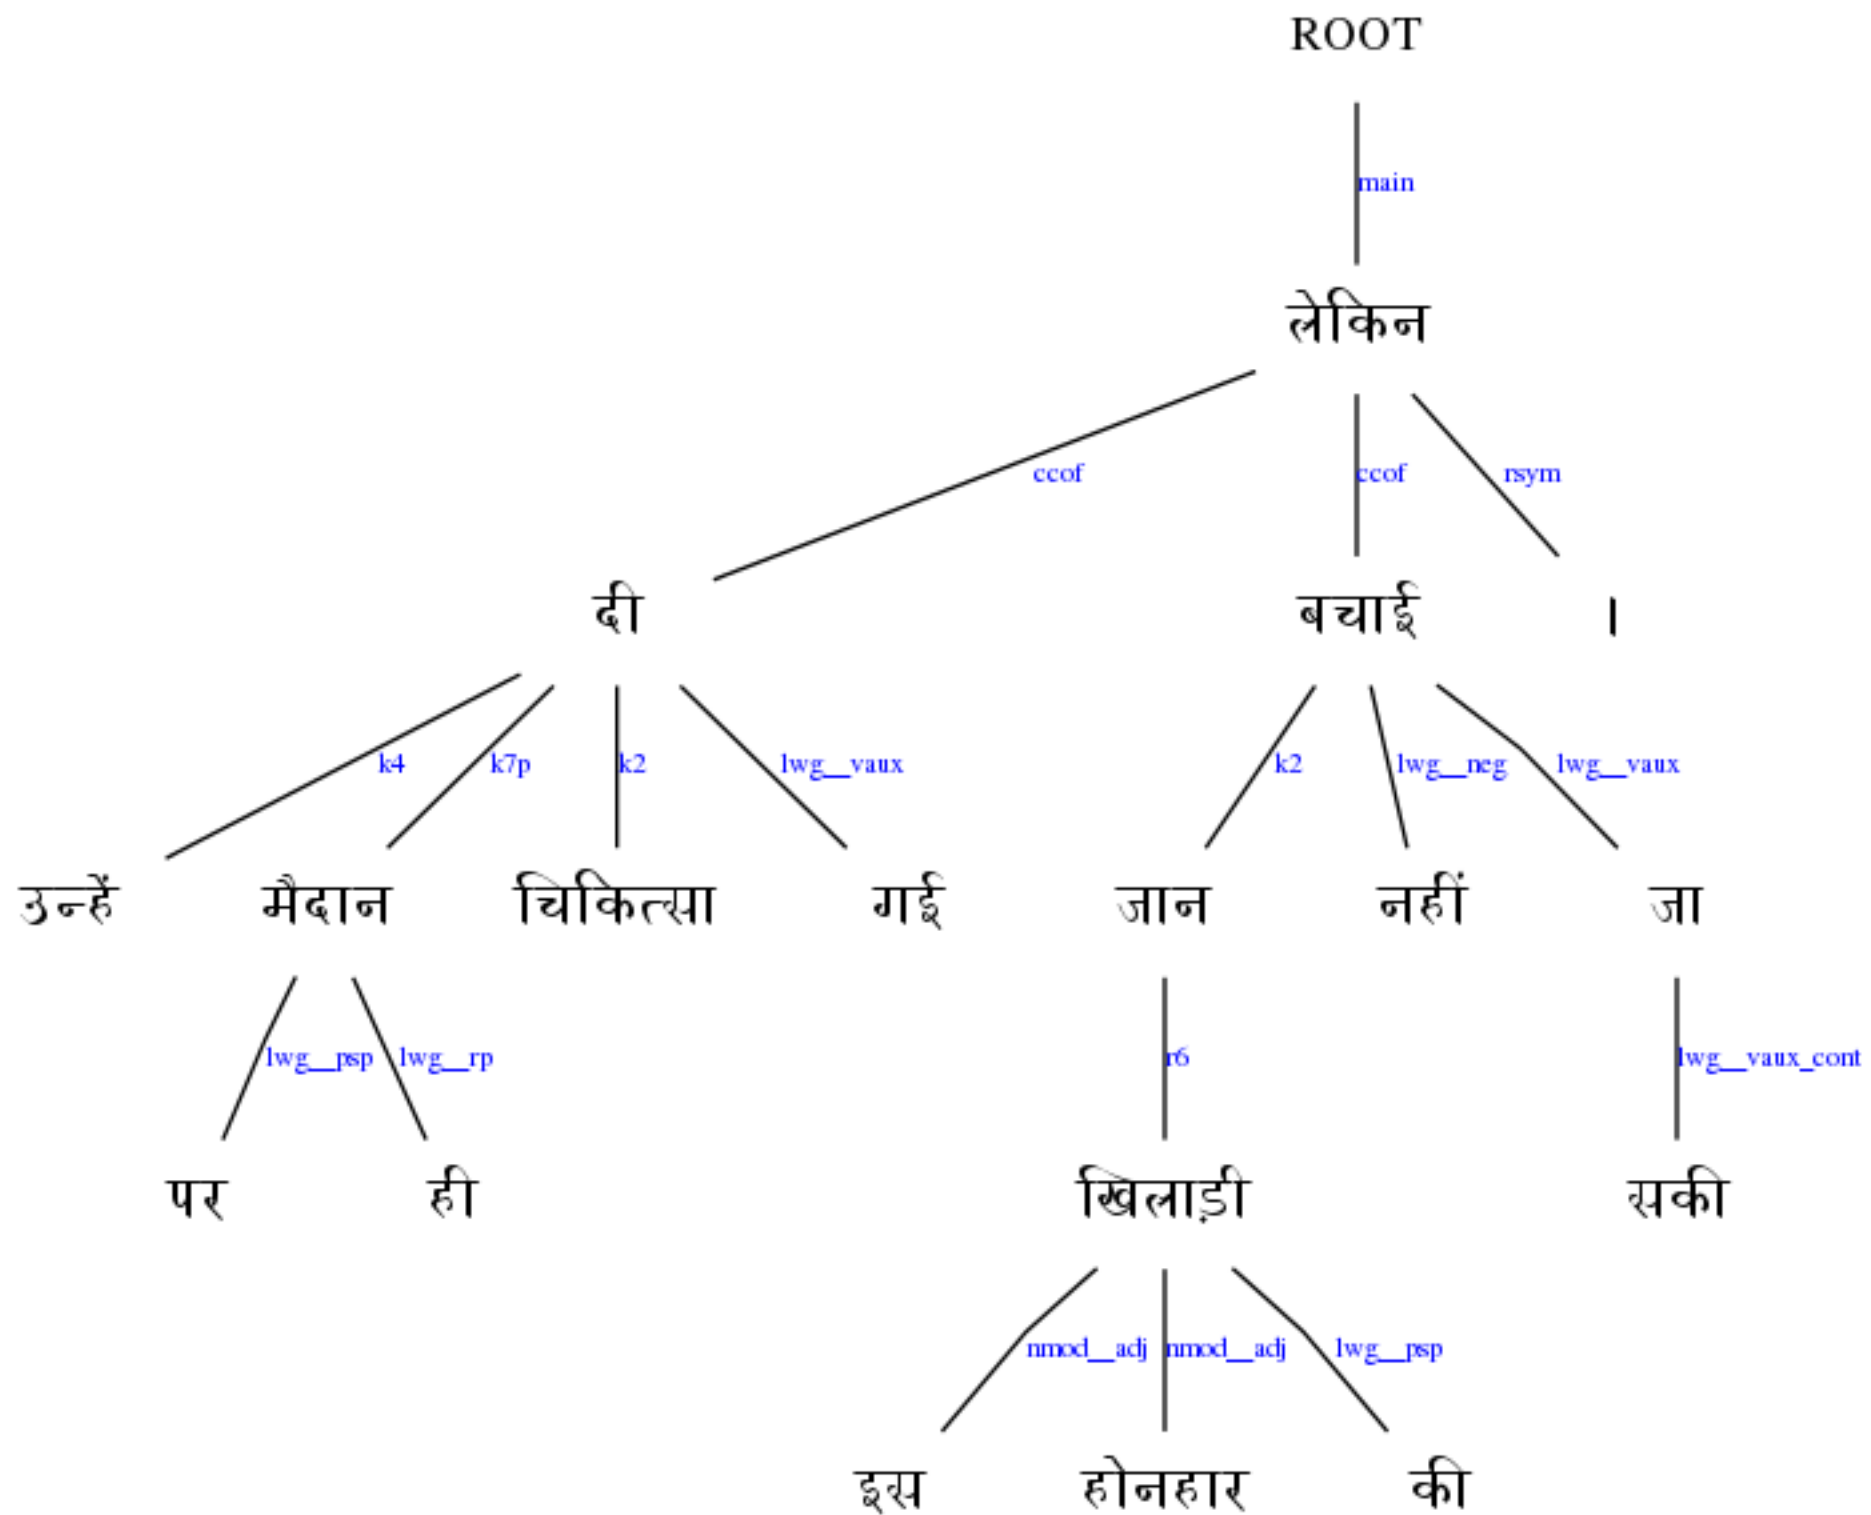 ROOT
main
लेकिन
ccof ccof rsym
दी बचाई ।
k4 k7p k2 lwg__vaux k2 lwg__neg lwg__vaux
उन्हें मैदान चिकित्सा गई जान नहीं जा
lwg__psp lwg__rp r6 lwg__vaux_cont
पर ही खिलाड़ी सकी
nmod__adj nmod__adj lwg__psp
इस होनहार की